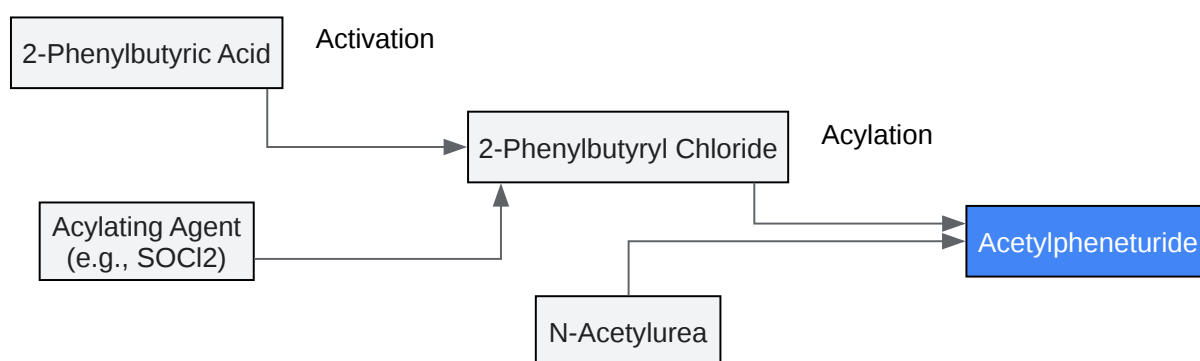 2-Phenylbutyric Acid
Activation
2-Phenylbutyryl Chloride
Acylation
Acylating Agent
(e.g., SOCl2)
Acetylpheneturide
N-Acetylurea